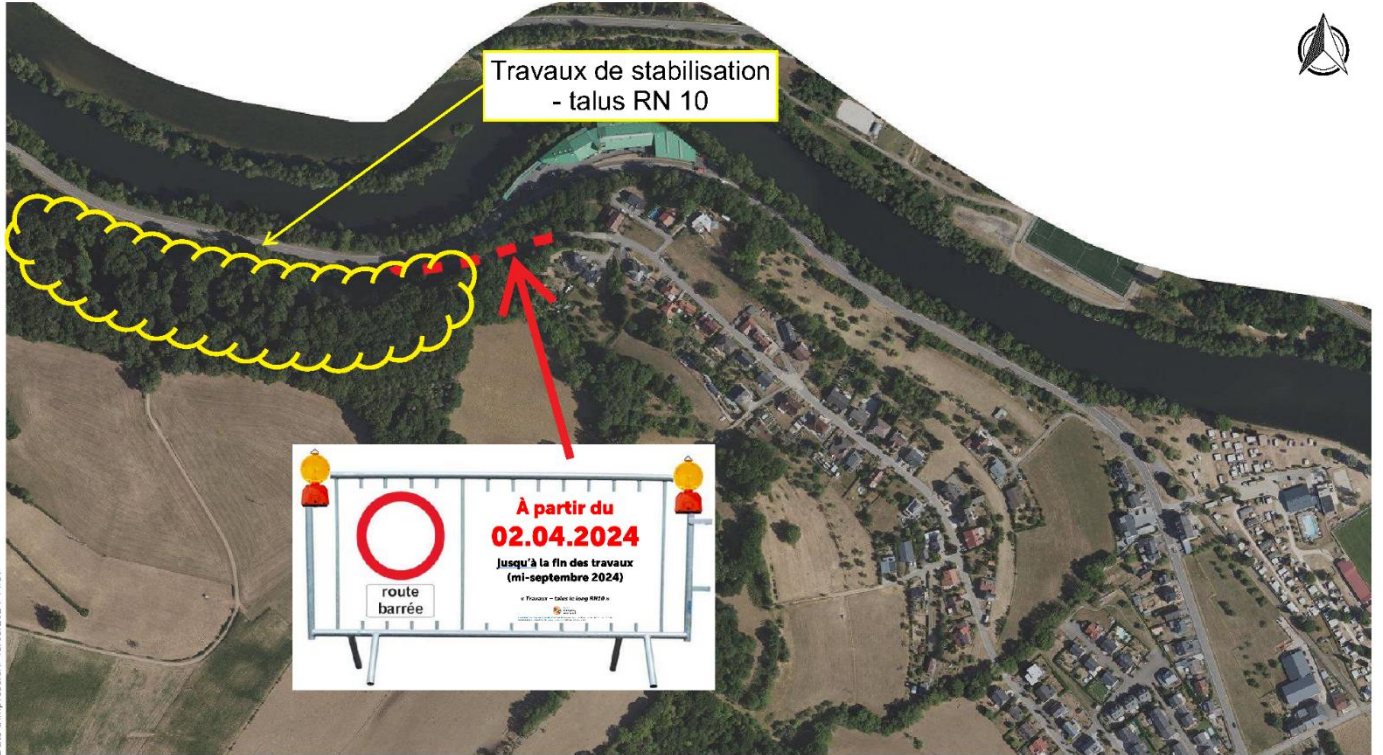 Travaux de stabilisation
- talus RN 10
À partir du
02.04.2024
Jusqu'à la fin des travaux
(mi-septembre 2024)
« Travaux – talus le long RN10 »
route
barrée